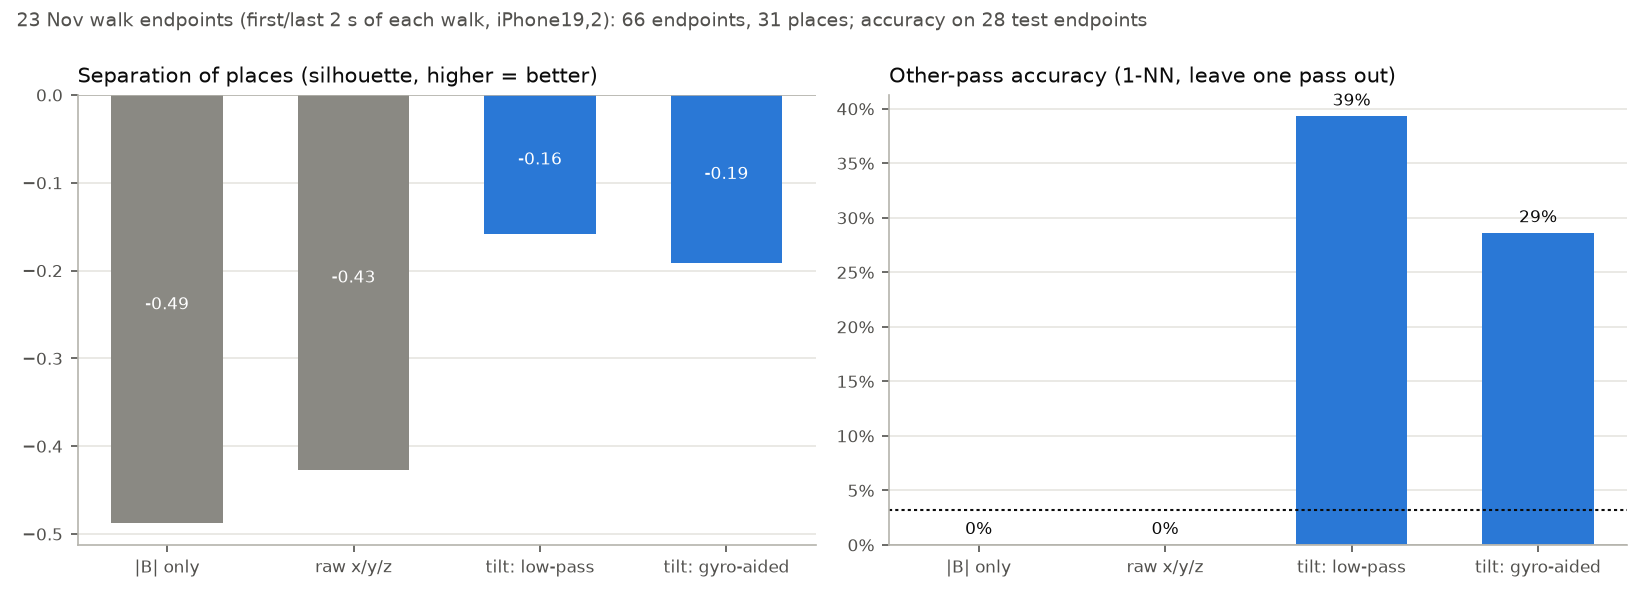 23 Nov walk endpoints (first/last 2 s of each walk, iPhone19,2): 66 endpoints, 31 places; accuracy on 28 test endpoints
Separation of places (silhouette, higher = better)
0.0
−0.1
−0.2
−0.3
−0.4
−0.5
-0.49
-0.43
-0.16
-0.19
|B| only
raw x/y/z
tilt: low-pass
tilt: gyro-aided
Other-pass accuracy (1-NN, leave one pass out)
40%
35%
30%
25%
20%
15%
10%
5%
0%
0%
0%
39%
29%
|B| only
raw x/y/z
tilt: low-pass
tilt: gyro-aided